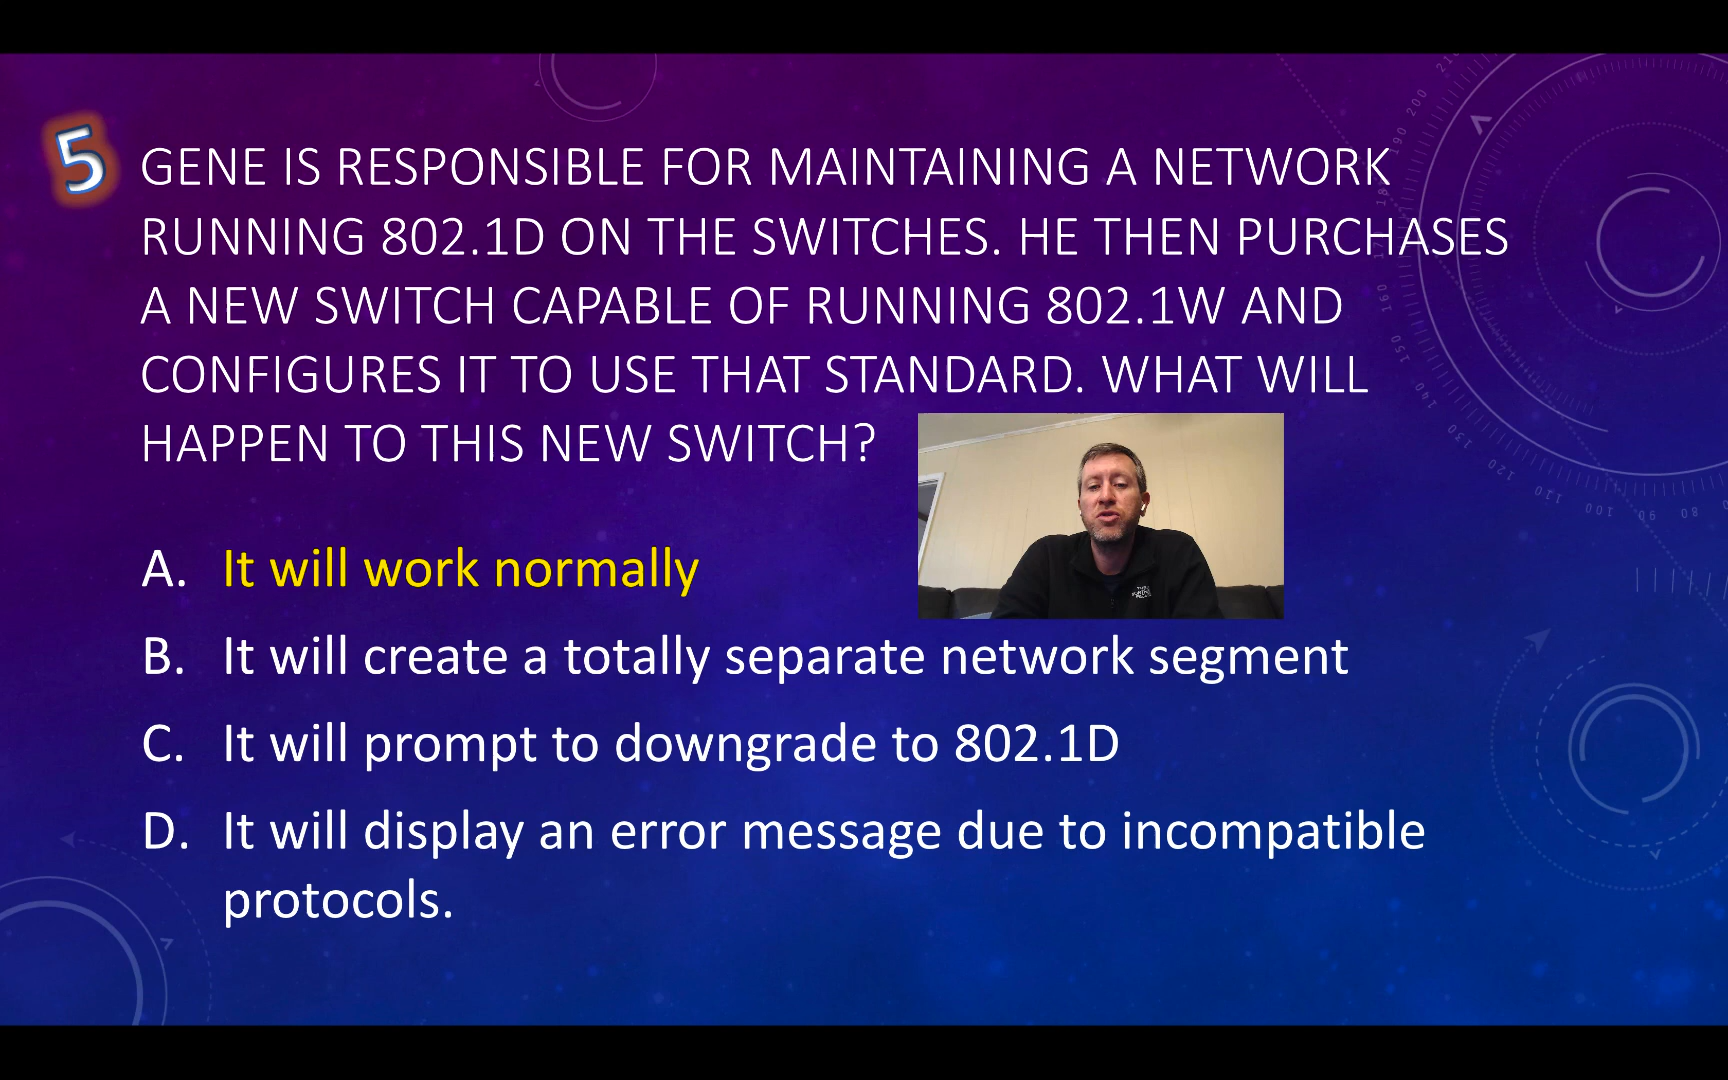 5
GENE IS RESPONSIBLE FOR MAINTAINING A NETWORK
RUNNING 802.1D ON THE SWITCHES. HE THEN PURCHASES
A NEW SWITCH CAPABLE OF RUNNING 802.1W AND
CONFIGURES IT TO USE THAT STANDARD. WHAT WILL
HAPPEN TO THIS NEW SWITCH?
A. It will work normally
B. It will create a totally separate network segment
C. It will prompt to downgrade to 802.1D
D. It will display an error message due to incompatible
protocols.